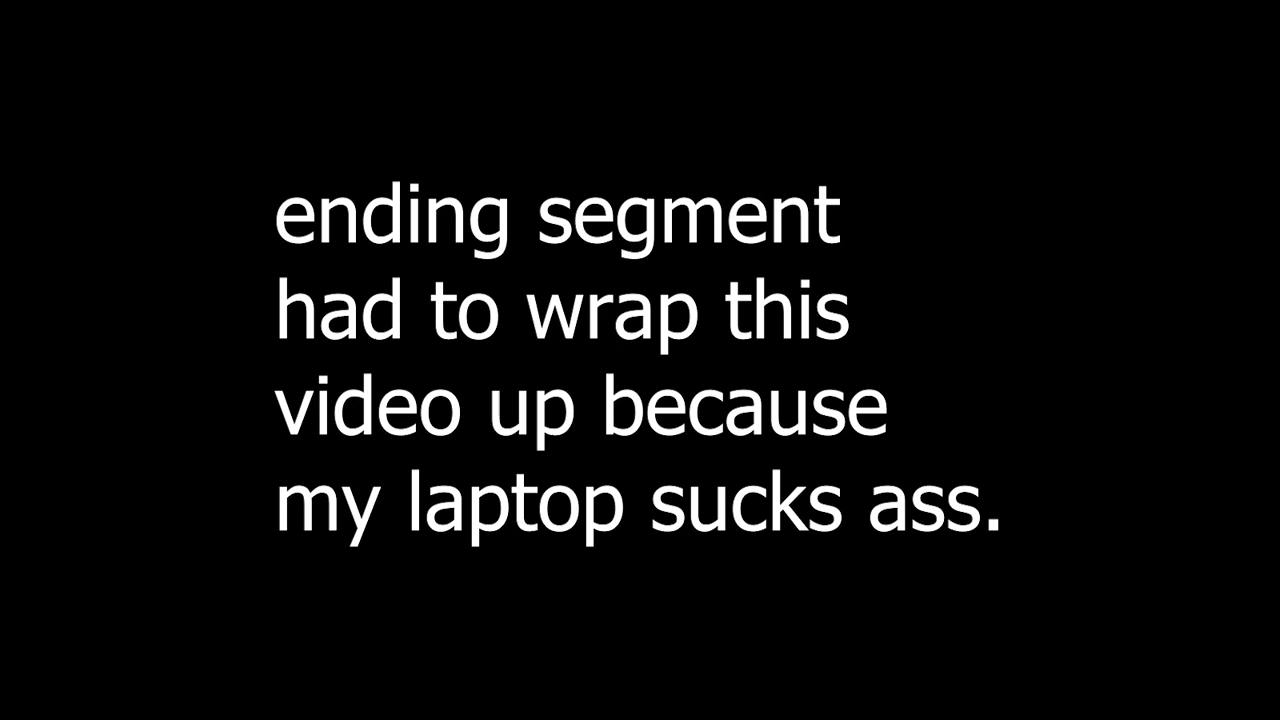 ending segment
had to wrap this
video up because
my laptop sucks ass.